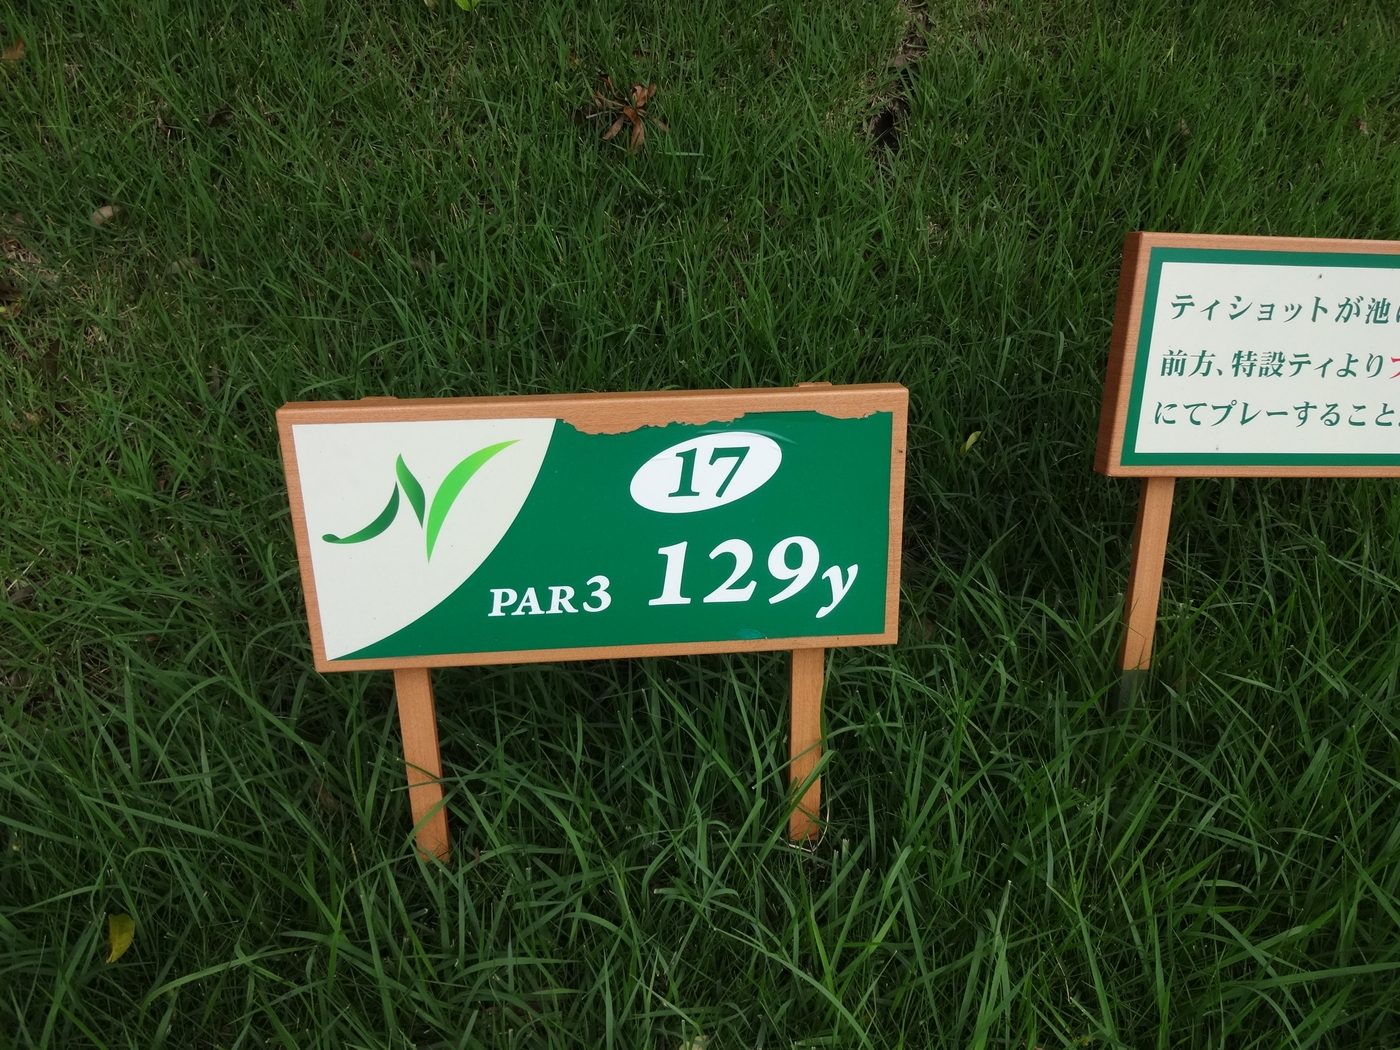 N
17
PAR3 129y
ティショットが池
前方、特設ティより
にてプレーすること